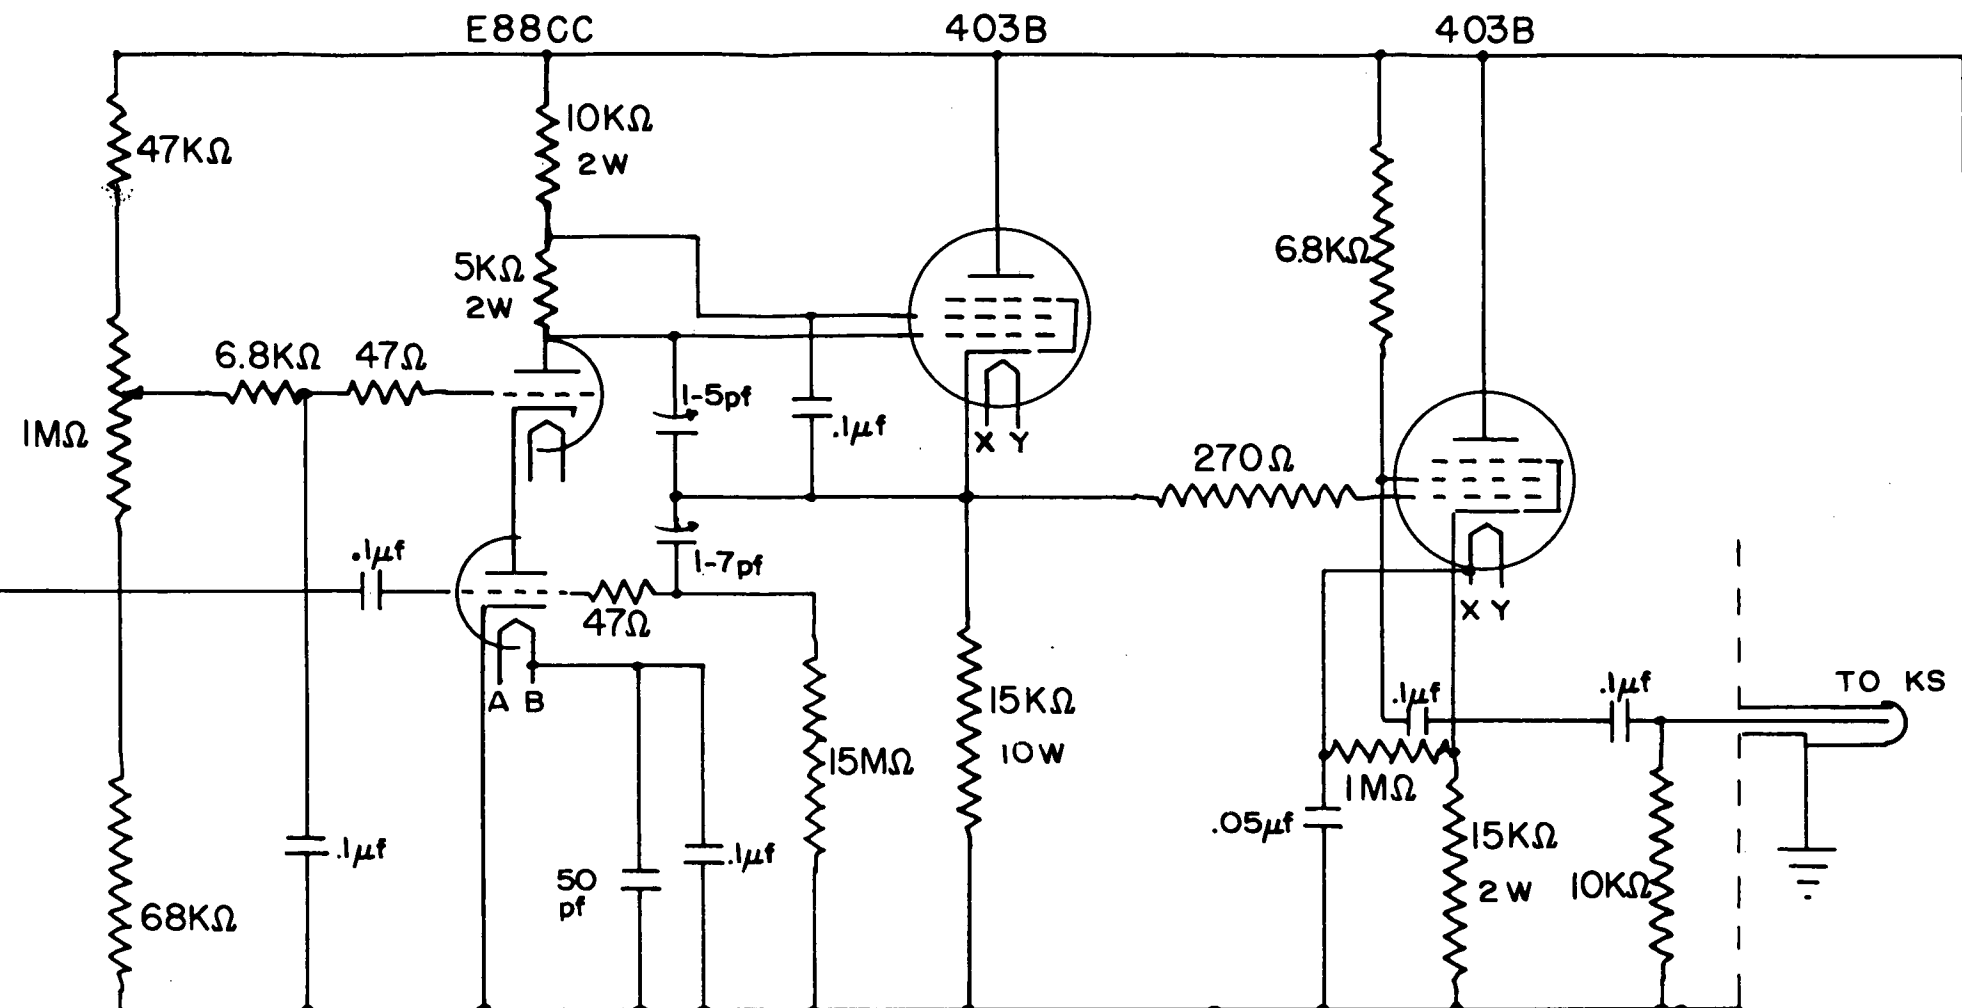 E88CC
403B
403B
47KΩ
10KΩ
2W
5KΩ
2W
6.8KΩ
6.8KΩ
47Ω
1MΩ
1-5pf
.1µf
X Y
270Ω
.1µf
1-7pf
47Ω
X Y
A B
15KΩ
10W
15MΩ
.1µf
.1µf
TO KS
1MΩ
.05µf
15KΩ
2W
10KΩ
.1µf
50
pf
.1µf
68KΩ